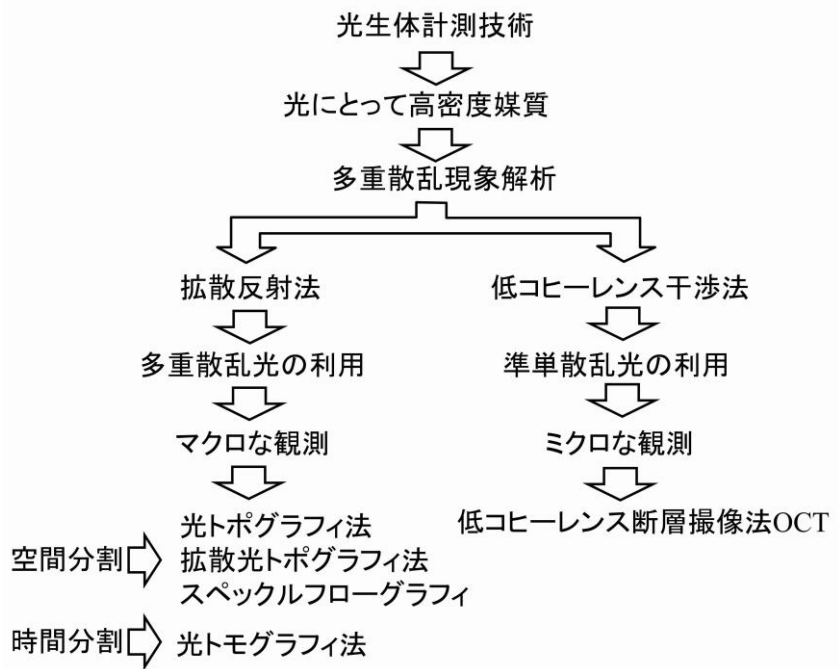 光生体計測技術
光にとって高密度媒質
多重散乱現象解析
拡散反射法
低コヒーレンス干渉法
多重散乱光の利用
準単散乱光の利用
マクロな観測
ミクロな観測
光トポグラフィ法
低コヒーレンス断層撮像法OCT
空間分割
拡散光トポグラフィ法
スペックルフローグラフィ
時間分割
光トモグラフィ法